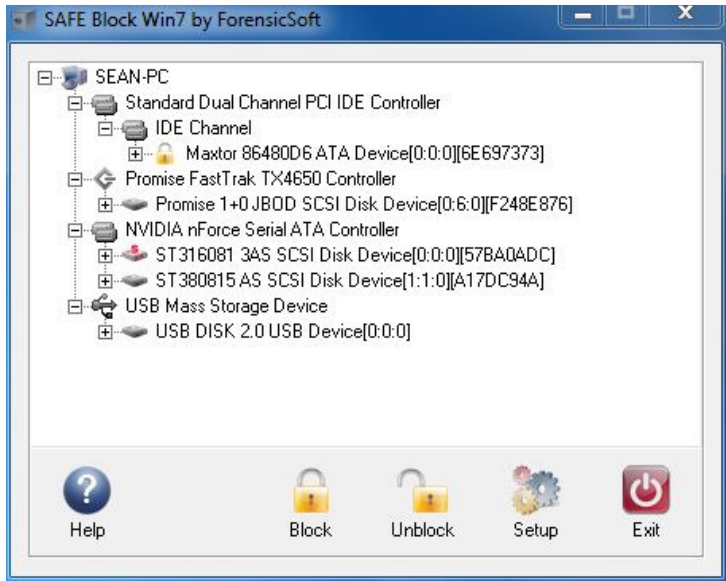 SAFE Block Win7 by ForensicSoft
SEAN-PC
Standard Dual Channel PCI IDE Controller
IDE Channel
Maxtor 86480D6 ATA Device[0:0:0][6E697373]
Promise FastTrak TX4650 Controller
Promise 1+0 JBOD SCSI Disk Device[0:6:0][F248E876]
NVIDIA nForce Serial ATA Controller
ST316081 3AS SCSI Disk Device[0:0:0][57BA0ADC]
ST380815 AS SCSI Disk Device[1:1:0][A17DC94A]
USB Mass Storage Device
USB DISK 2.0 USB Device[0:0:0]
Help Block Unblock Setup Exit